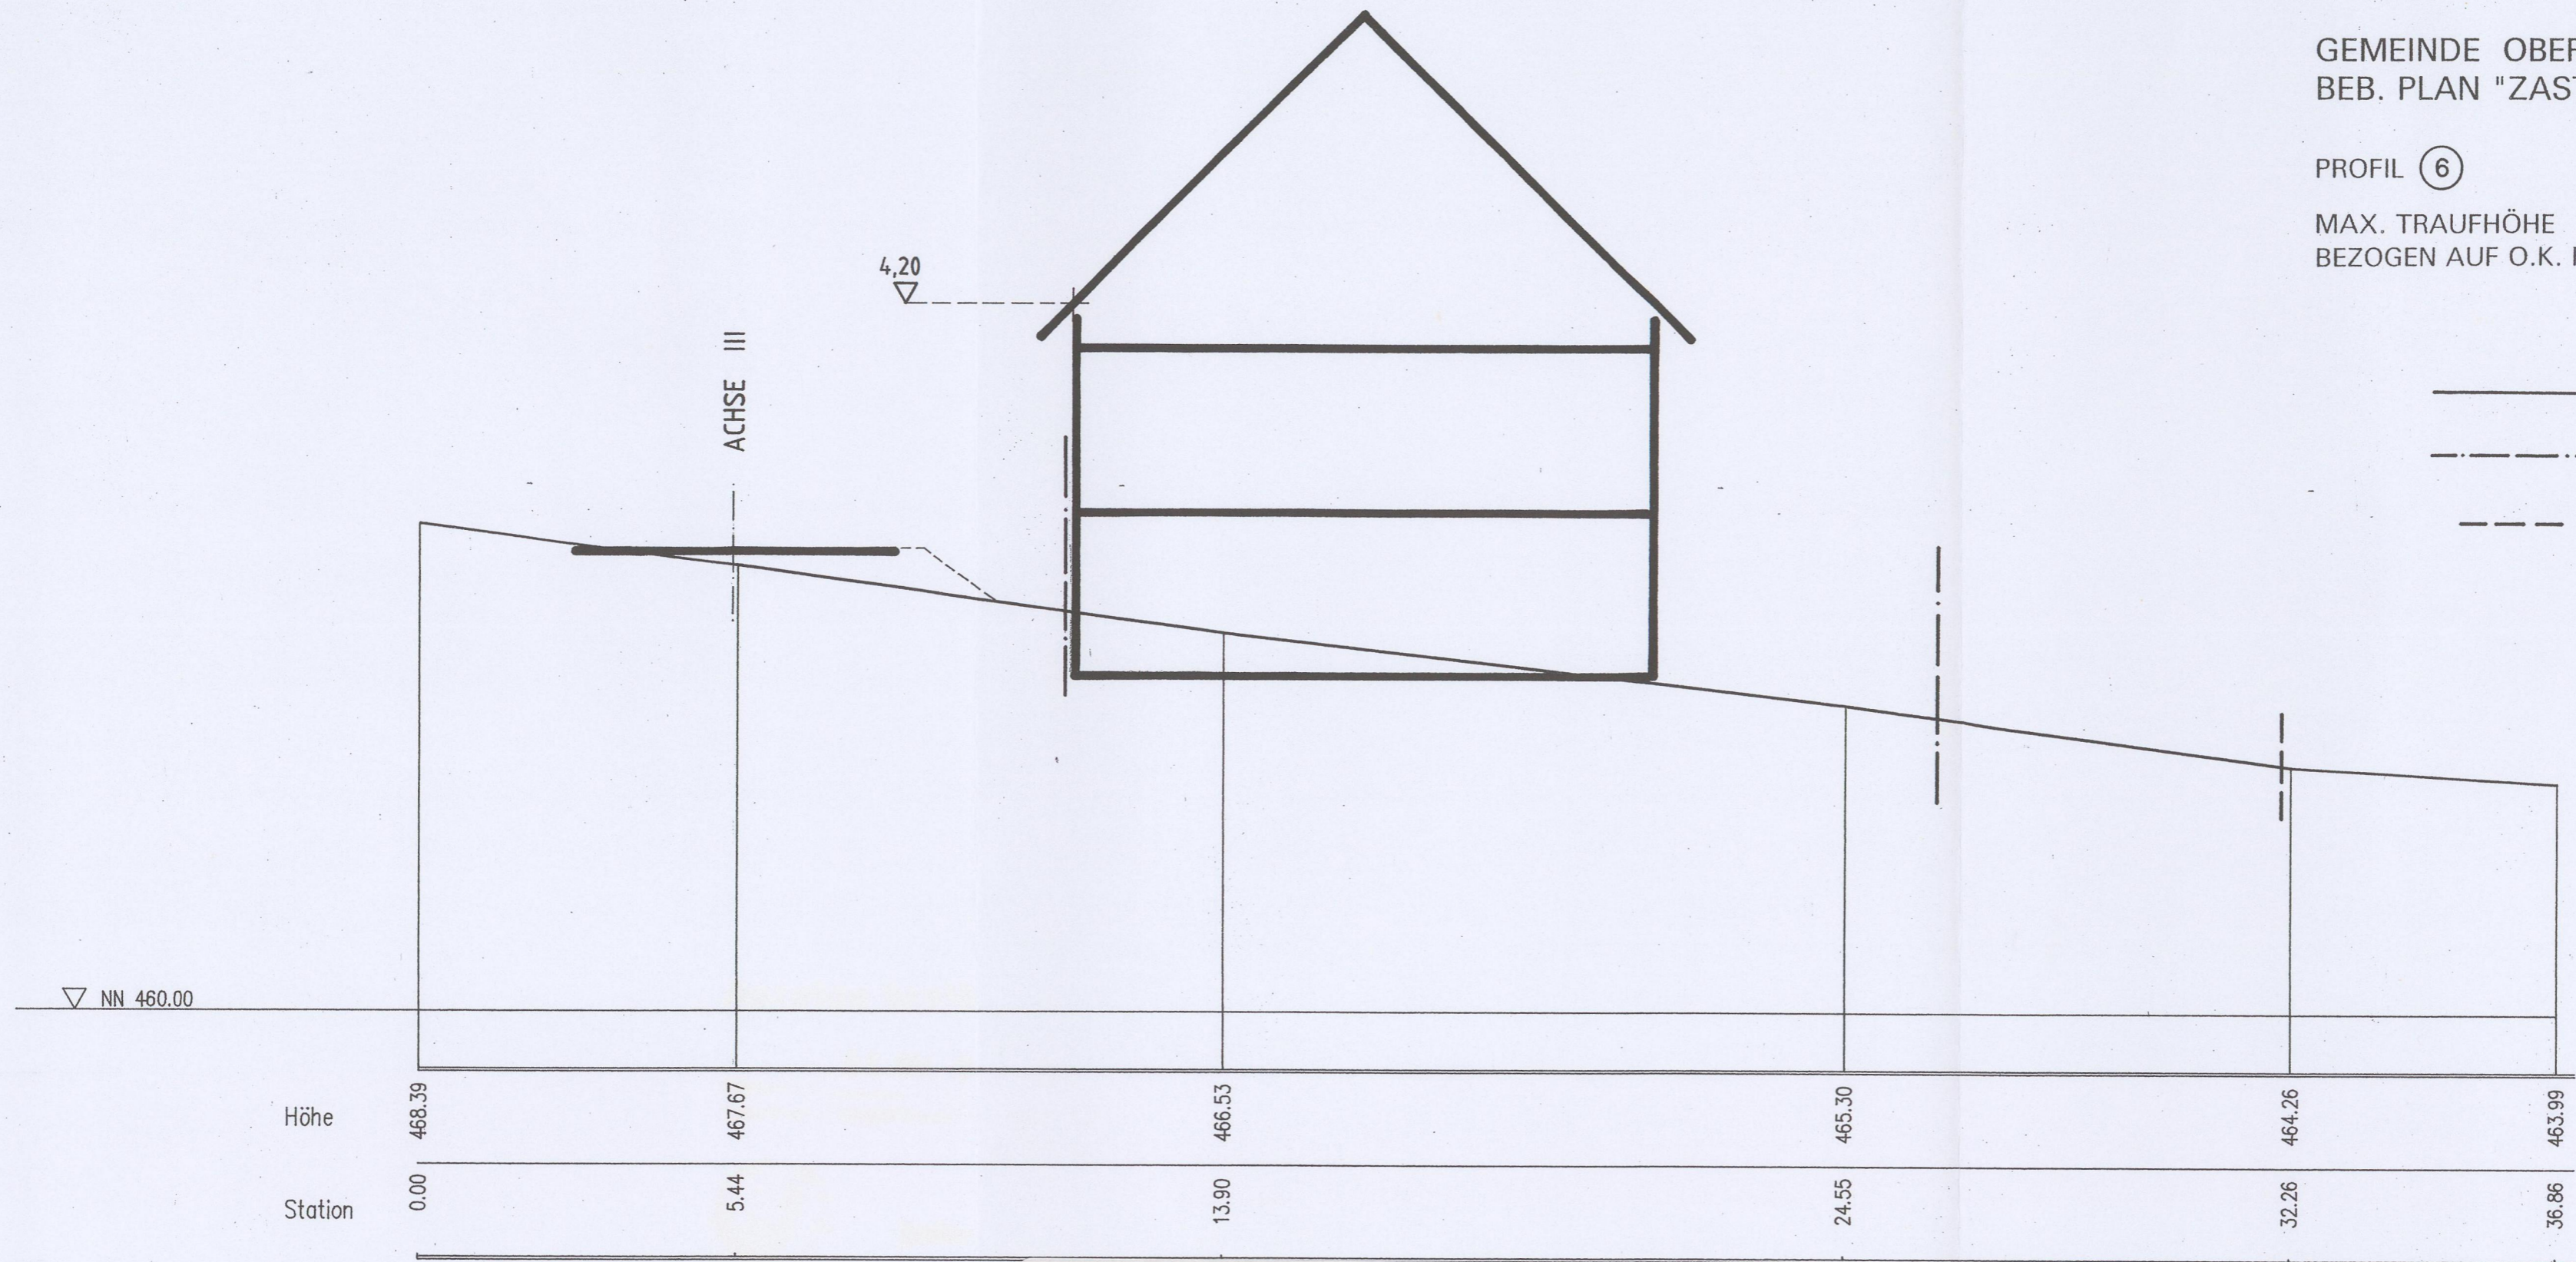 GEMEINDE OBER
BEB. PLAN "ZAST
PROFIL 6
MAX. TRAUFHÖHE
BEZOGEN AUF O.K.
4,20
ACHSE III
NN 460.00
Höhe 468.39 467.67 466.53 465.30 464.26 463.99
Station 0.00 5.44 13.90 24.55 32.26 36.86